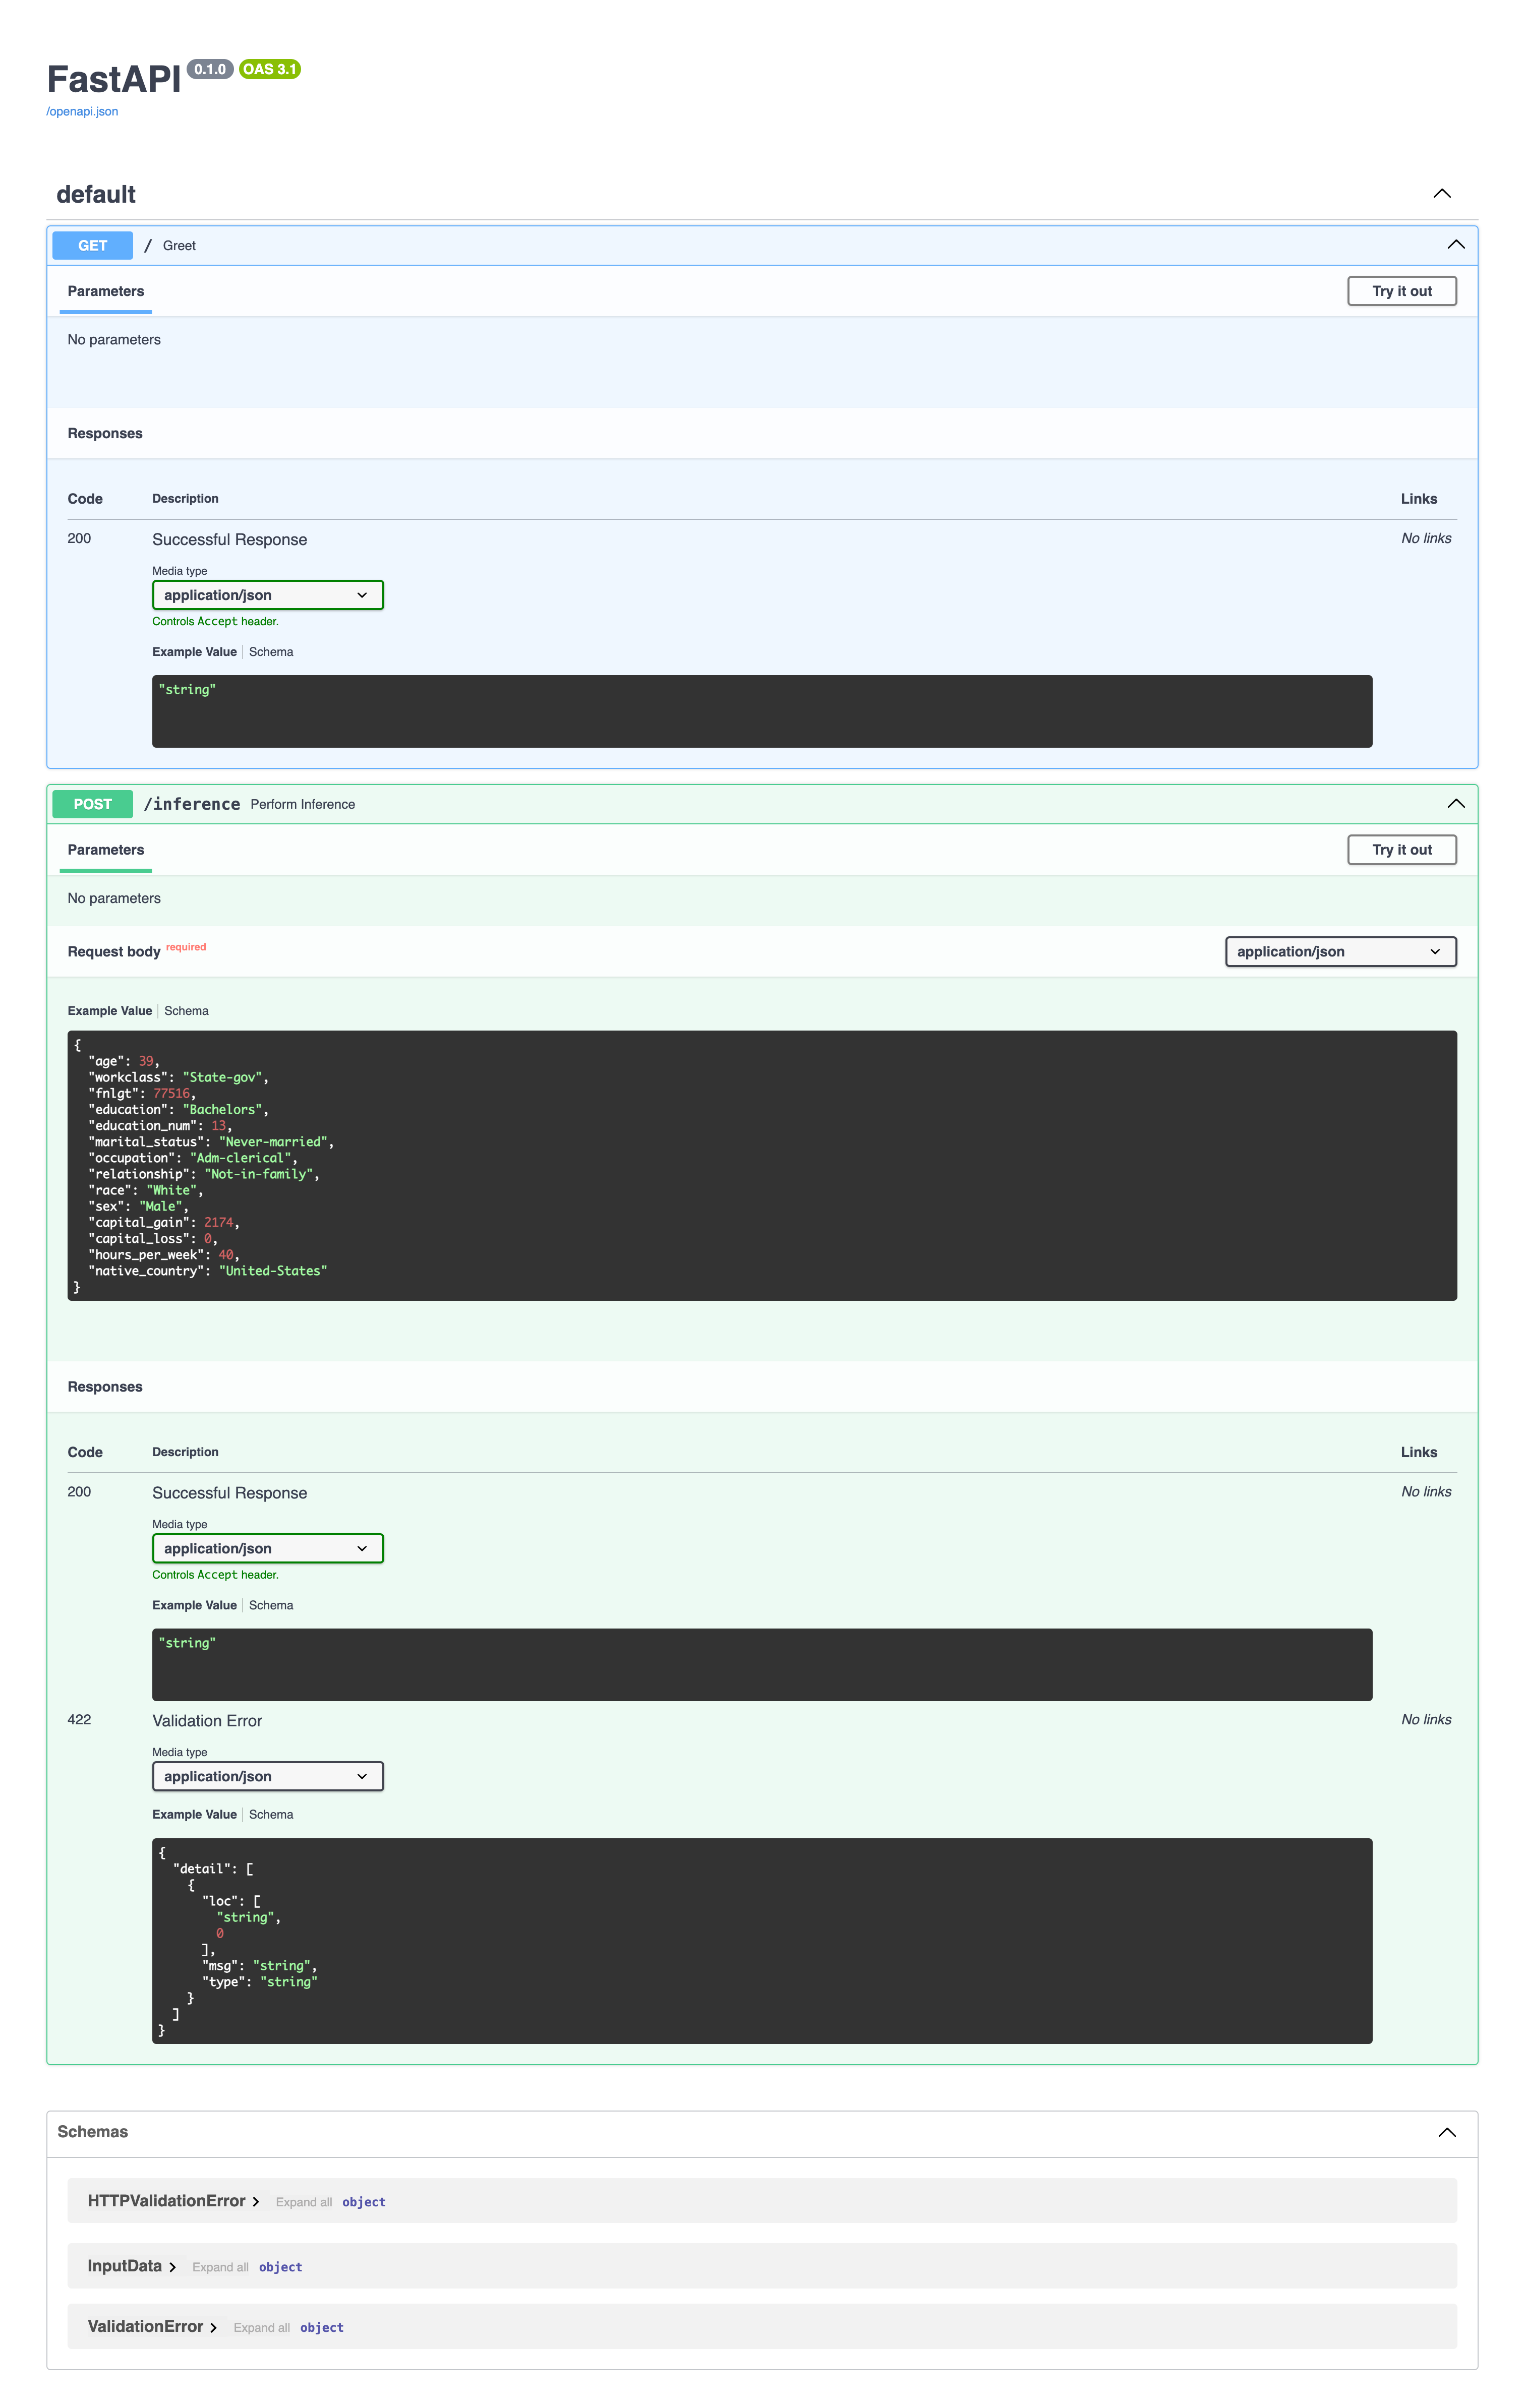 FastAPI 0.1.0 OAS 3.1
/openapi.json
default
GET / Greet
Parameters Try it out
No parameters
Responses
Code Description Links
200 Successful Response No links
Media type
application/json
Controls Accept header.
Example Value Schema
"string"
POST /inference Perform Inference
Parameters Try it out
No parameters
Request body required application/json
Example Value Schema
{
  "age": 39,
  "workclass": "State-gov",
  "fnlgt": 77516,
  "education": "Bachelors",
  "education_num": 13,
  "marital_status": "Never-married",
  "occupation": "Adm-clerical",
  "relationship": "Not-in-family",
  "race": "White",
  "sex": "Male",
  "capital_gain": 2174,
  "capital_loss": 0,
  "hours_per_week": 40,
  "native_country": "United-States"
}
Responses
Code Description Links
200 Successful Response No links
Media type
application/json
Controls Accept header.
Example Value Schema
"string"
422 Validation Error No links
Media type
application/json
Example Value Schema
{
  "detail": [
    {
      "loc": [
        "string",
        0
      ],
      "msg": "string",
      "type": "string"
    }
  ]
}
Schemas
HTTPValidationError Expand all object
InputData Expand all object
ValidationError Expand all object